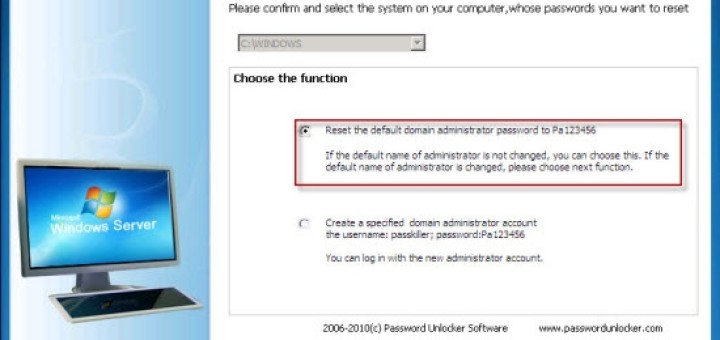 Please confirm and select the system on your computer,whose passwords you want to reset
C:\WINDOWS
Choose the function
Reset the default domain administrator password to Pa123456
If the default name of administrator is not changed, you can choose this. If the
default name of administrator is changed, please choose next function.
Create a specified domain administrator account
the username: passkiller; password:Pa123456
You can log in with the new administrator account.
Microsoft
Windows Server
2006-2010(c) Password Unlocker Software www.passwordunlocker.com